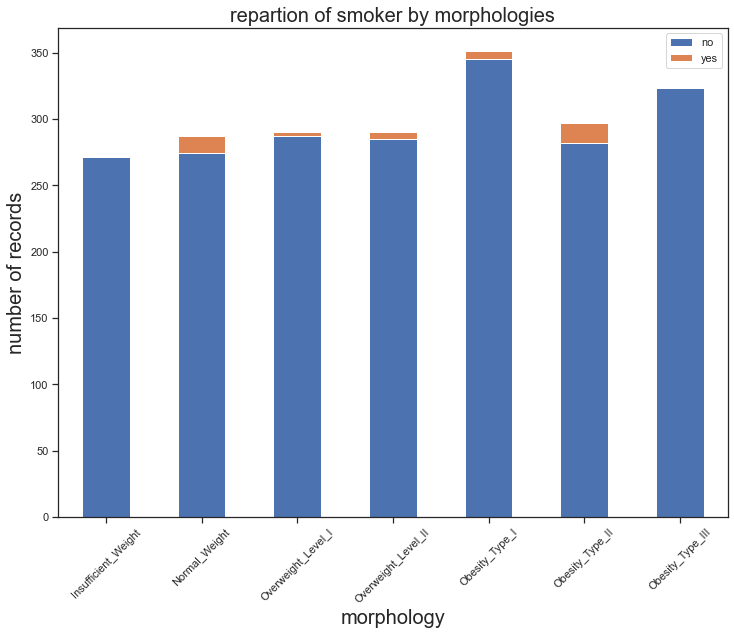 repartion of smoker by morphologies
no
yes
number of records
350
300
250
200
150
100
50
0
Insufficient_Weight
Normal_Weight
Overweight_Level_I
Overweight_Level_II
Obesity_Type_I
Obesity_Type_II
Obesity_Type_III
morphology